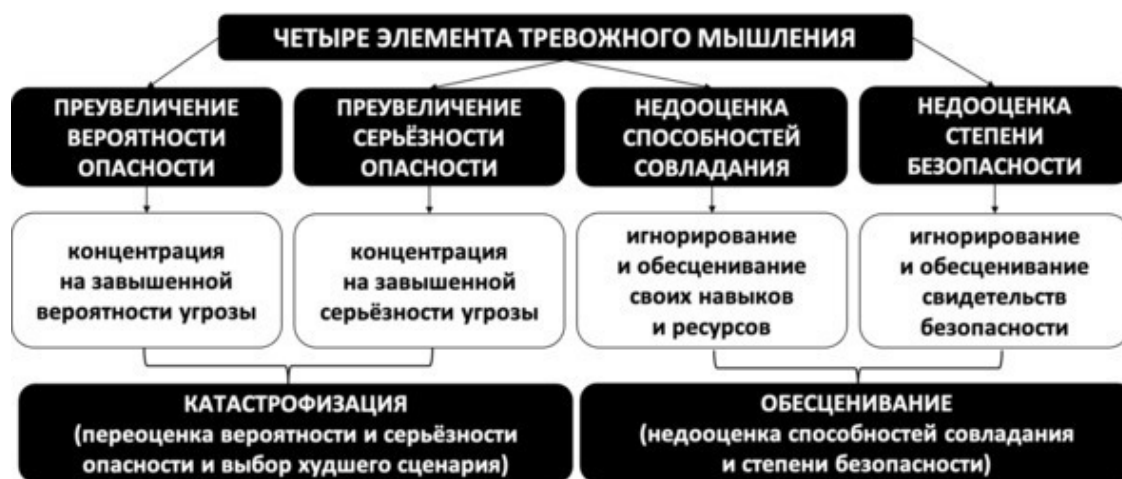 ЧЕТЫРЕ ЭЛЕМЕНТА ТРЕВОЖНОГО МЫШЛЕНИЯ
ПРЕУВЕЛИЧЕНИЕ
ВЕРОЯТНОСТИ
ОПАСНОСТИ
ПРЕУВЕЛИЧЕНИЕ
СЕРЬЁЗНОСТИ
ОПАСНОСТИ
НЕДООЦЕНКА
СПОСОБНОСТЕЙ
СОВЛАДАНИЯ
НЕДООЦЕНКА
СТЕПЕНИ
БЕЗОПАСНОСТИ
концентрация
на завышенной
вероятности угрозы
концентрация
на завышенной
серьёзности угрозы
игнорирование
и обесценивание
своих навыков
и ресурсов
игнорирование
и обесценивание
свидетельств
безопасности
КАТАСТРОФИЗАЦИЯ
(переоценка вероятности и серьёзности
опасности и выбор худшего сценария)
ОБЕСЦЕНИВАНИЕ
(недооценка способностей совладания
и степени безопасности)